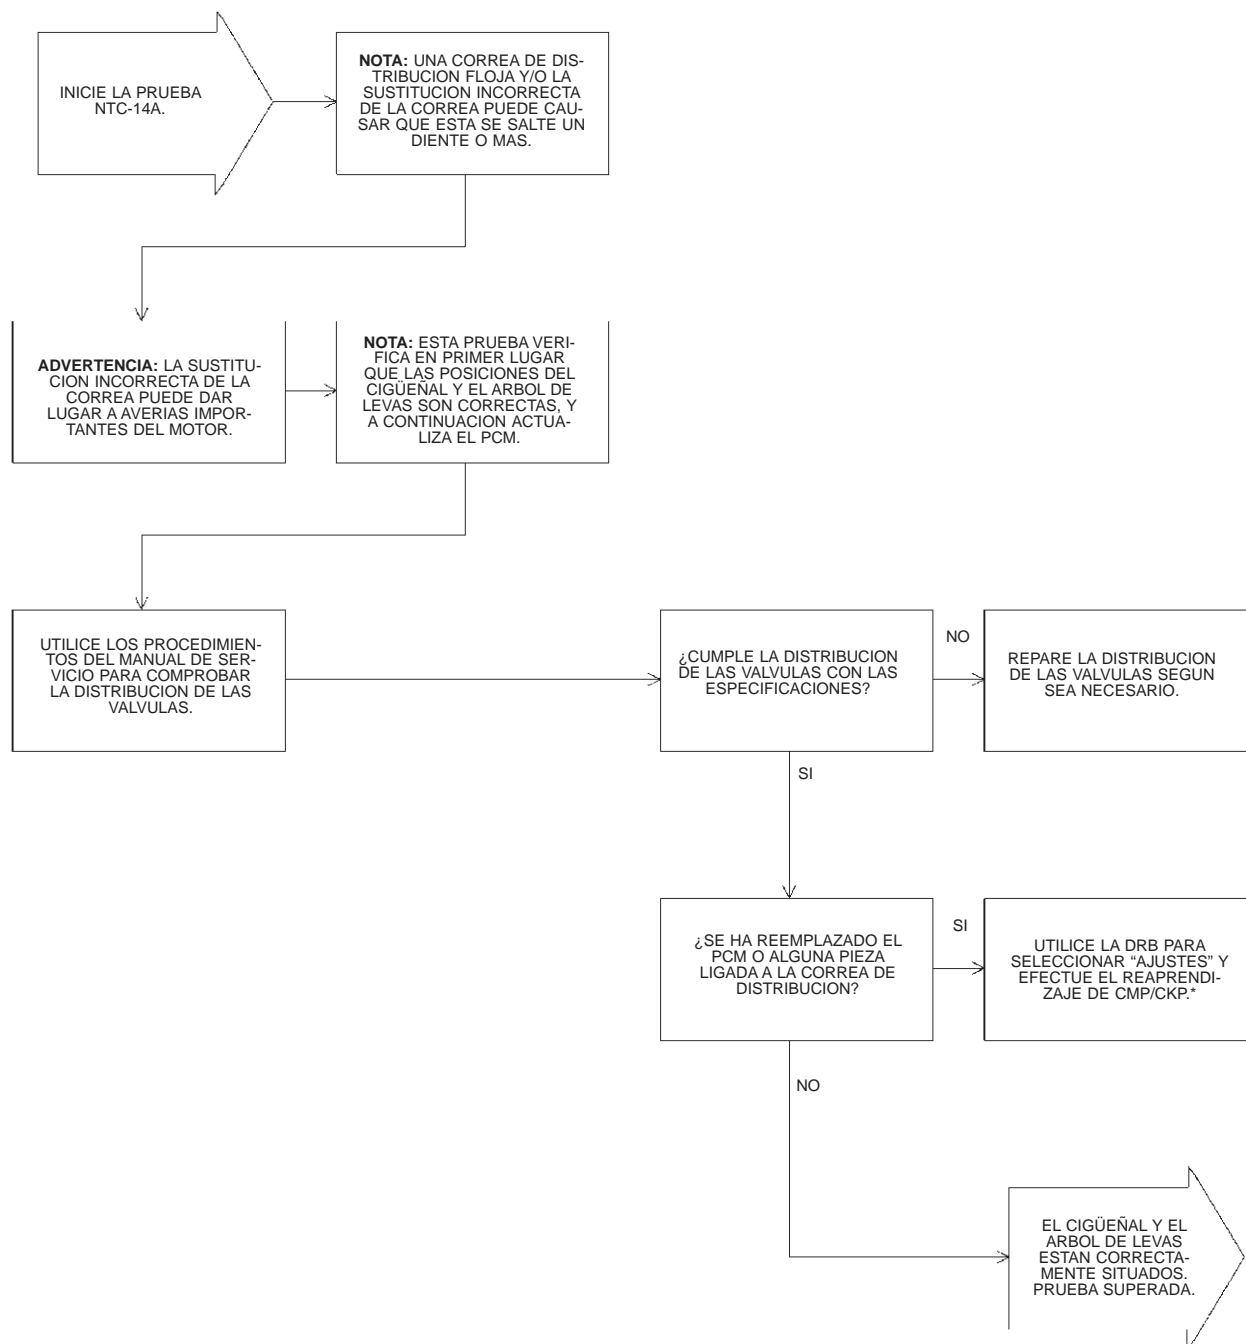 INICIE LA PRUEBA
NTC-14A.
NOTA: UNA CORREA DE DIS-
TRIBUCION FLOJA Y/O LA
SUSTITUCION INCORRECTA
DE LA CORREA PUEDE CAU-
SAR QUE ESTA SE SALTE UN
DIENTE O MAS.
ADVERTENCIA: LA SUSTITU-
CION INCORRECTA DE LA
CORREA PUEDE DAR
LUGAR A AVERIAS IMPOR-
TANTES DEL MOTOR.
NOTA: ESTA PRUEBA VERI-
FICA EN PRIMER LUGAR
QUE LAS POSICIONES DEL
CIGÜEÑAL Y EL ARBOL DE
LEVAS SON CORRECTAS, Y
A CONTINUACION ACTUA-
LIZA EL PCM.
UTILICE LOS PROCEDIMIEN-
TOS DEL MANUAL DE SER-
VICIO PARA COMPROBAR
LA DISTRIBUCION DE LAS
VALVULAS.
¿CUMPLE LA DISTRIBUCION
DE LAS VALVULAS CON LAS
ESPECIFICACIONES?
NO
REPARE LA DISTRIBUCION
DE LAS VALVULAS SEGUN
SEA NECESARIO.
SI
¿SE HA REEMPLAZADO EL
PCM O ALGUNA PIEZA
LIGADA A LA CORREA DE
DISTRIBUCION?
SI
UTILICE LA DRB PARA
SELECCIONAR “AJUSTES” Y
EFECTUE EL REAPRENDI-
ZAJE DE CMP/CKP.*
NO
EL CIGÜEÑAL Y EL
ARBOL DE LEVAS
ESTAN CORRECTA-
MENTE SITUADOS.
PRUEBA SUPERADA.